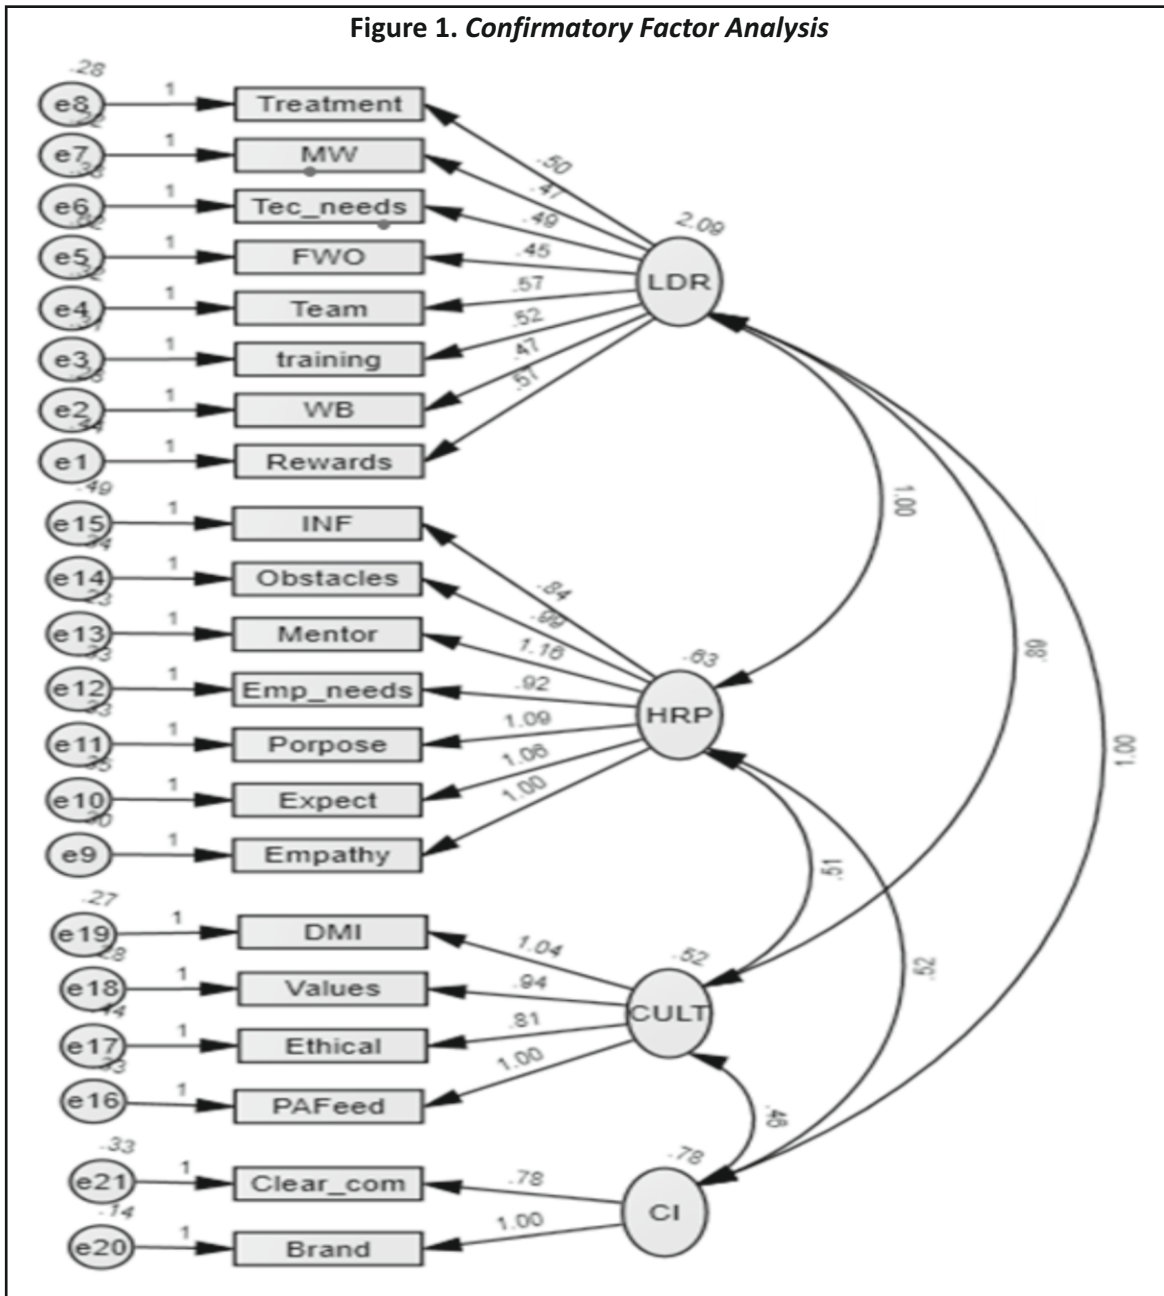 Figure 1. Confirmatory Factor Analysis
.28
e8 1 Treatment .50
e7 1 MW .47
e6 1 Tec_needs .49
2.09
LDR
e5 1 FWO .45
e4 1 Team .57
e3 1 training .52
e2 1 WB .47
e1 1 Rewards .57
.49
e15 1 INF .84
e14 1 Obstacles .99
e13 1 Mentor 1.16
.63
HRP
e12 1 Emp_needs .92
e11 1 Porpose 1.09
e10 1 Expect 1.06
e9 1 Empathy 1.00
.27
e19 1 DMI 1.04
.28
e18 1 Values .94
.52
CULT
.44
e17 1 Ethical .81
.33
e16 1 PAFeed 1.00
.33
e21 1 Clear_com .78
.78
CI
.14
e20 1 Brand 1.00
1.00
1.00
.51
.52